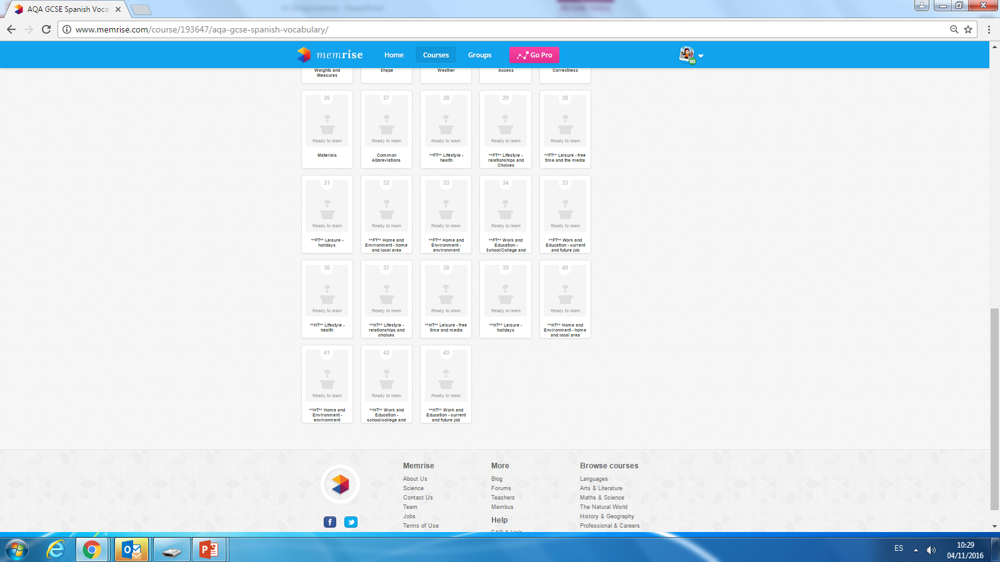 AQA GCSE Spanish Voca
www.memrise.com/course/193647/aqa-gcse-spanish-vocabulary/
memrise
Home
Courses
Groups
Go Pro
Weights and
Measures
Shape
Weather
Access
Correctness
26
Ready to learn
Materials
27
Ready to learn
Common
Abbreviations
28
Ready to learn
**FT** Lifestyle -
health
29
Ready to learn
**FT** Lifestyle -
relationships and
Choices
30
Ready to learn
**FT** Leisure - free
time and the media
31
Ready to learn
**FT** Leisure -
holidays
32
Ready to learn
**FT** Home and
Environment - home
and local area
33
Ready to learn
**FT** Home and
Environment -
environment
34
Ready to learn
**FT** Work and
Education -
School/College and
35
Ready to learn
**FT** Work and
Education - current
and future job
36
Ready to learn
**HT** Lifestyle -
health
37
Ready to learn
**HT** Lifestyle -
relationships and
choices
38
Ready to learn
**HT** Leisure - free
time and media
39
Ready to learn
**HT** Leisure -
holidays
40
Ready to learn
**HT** Home and
Environment - home
and local area
41
Ready to learn
**HT** Home and
Environment -
environment
42
Ready to learn
**HT** Work and
Education -
school/college and
43
Ready to learn
**HT** Work and
Education - current
and future job
Memrise
About Us
Science
Contact Us
Team
Jobs
Terms of Use
More
Blog
Forums
Teachers
Membus
Help
Browse courses
Languages
Arts & Literature
Maths & Science
The Natural World
History & Geography
Professional & Careers
ES
10:29
04/11/2016